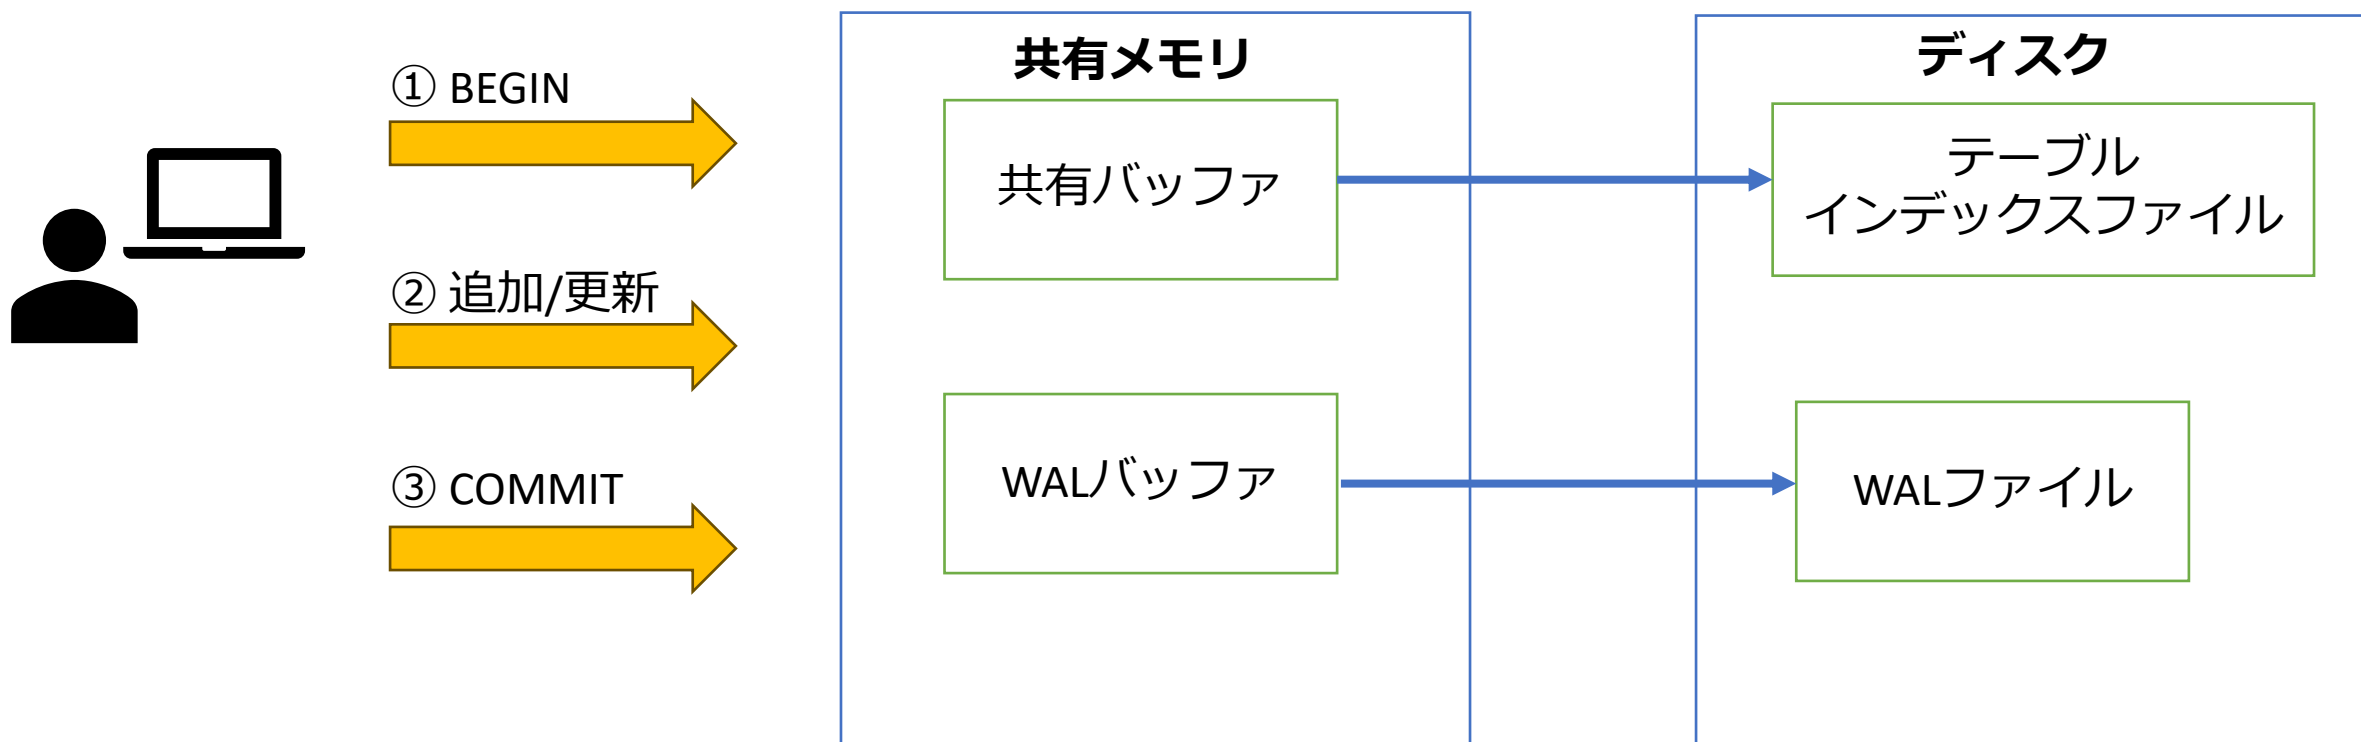 ① BEGIN
② 追加/更新
③ COMMIT
共有メモリ
共有バッファ
WALバッファ
ディスク
テーブル
インデックスファイル
WALファイル